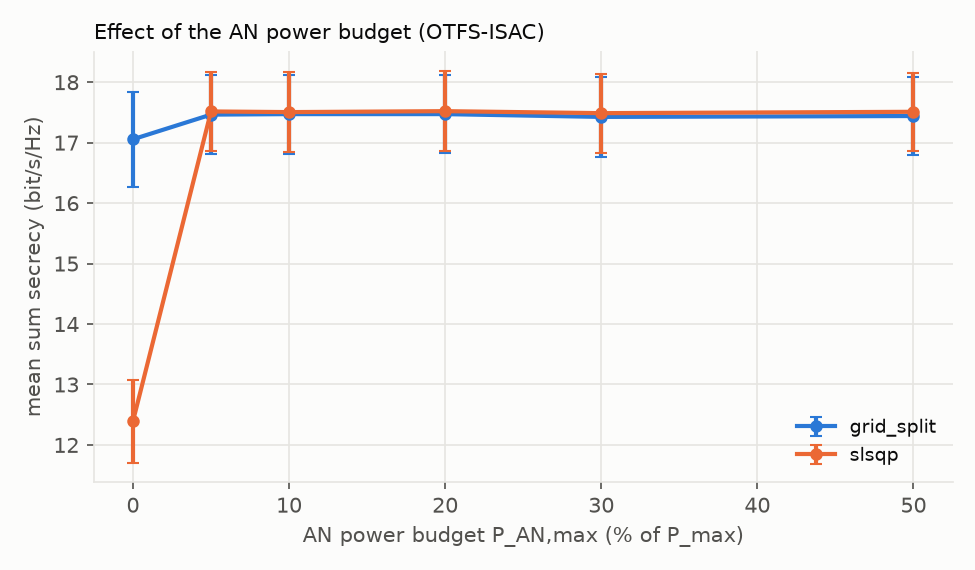 Effect of the AN power budget (OTFS-ISAC)
mean sum secrecy (bit/s/Hz)
18
17
16
15
14
13
12
grid_split
slsqp
0 10 20 30 40 50
AN power budget P_AN,max (% of P_max)